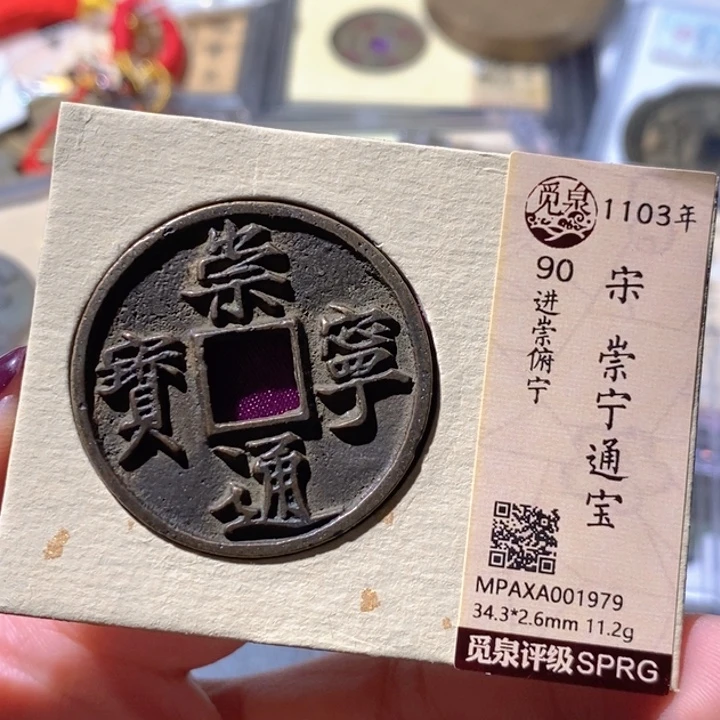 崇
寧
通
寶
觅泉
1103年
90
进崇俯宁
宋 崇宁通宝
MPAXA001979
34.3*2.6mm 11.2g
觅泉评级SPRG